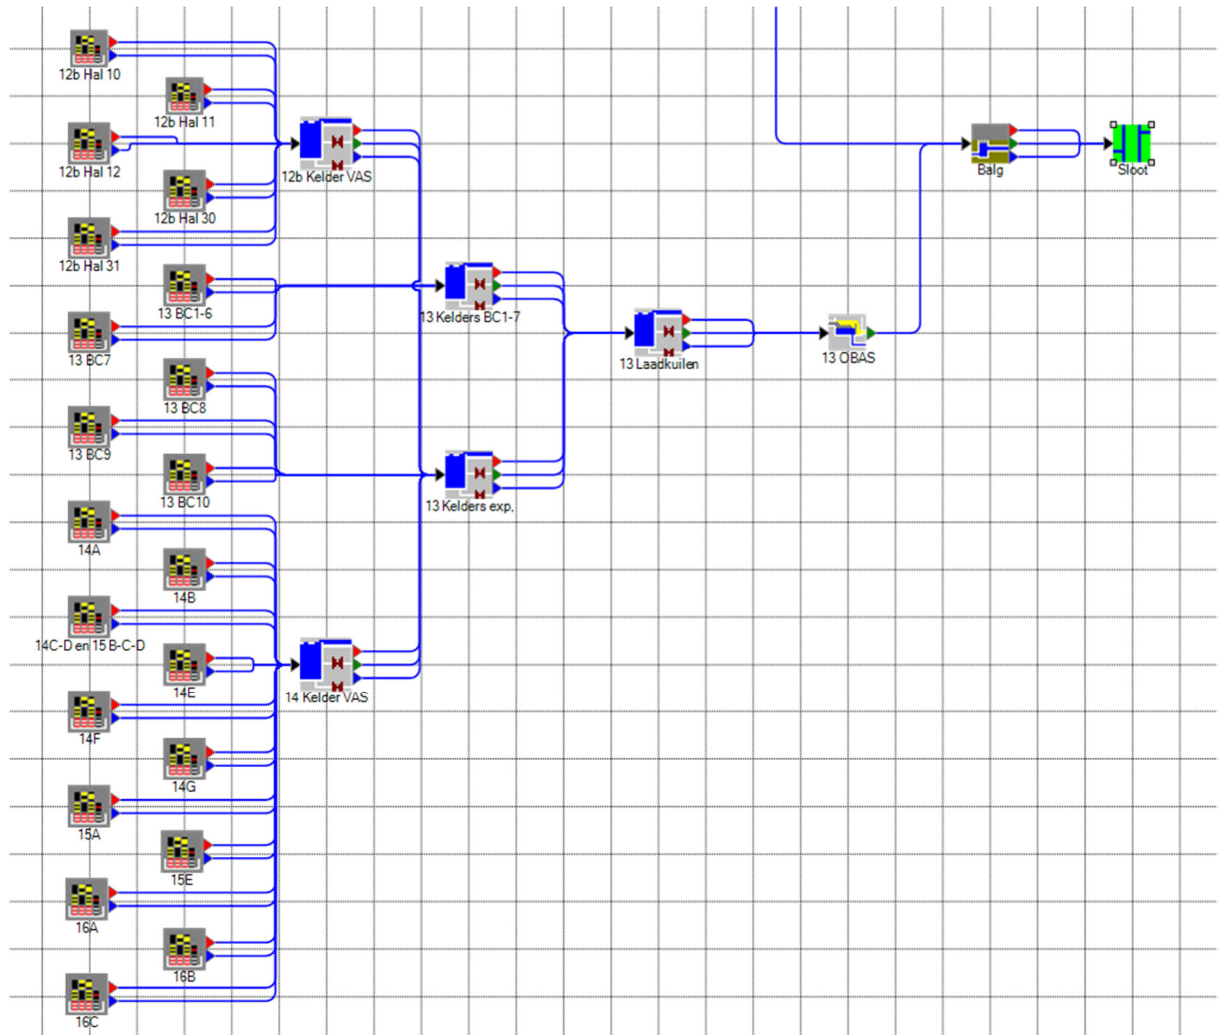 12b Hal 10
12b Hal 11
12b Hal 12
12b Kelder VAS
Balg
Sloot
12b Hal 30
12b Hal 31
13 BC1-6
13 Kelders BC1-7
13 BC7
13 Laadkuilen
13 OBAS
13 BC8
13 BC9
13 BC10
13 Kelders exp,
14A
14B
14C-D en 15 B-C-D
14E
14 Kelder VAS
14F
14G
15A
15E
16A
16B
16C